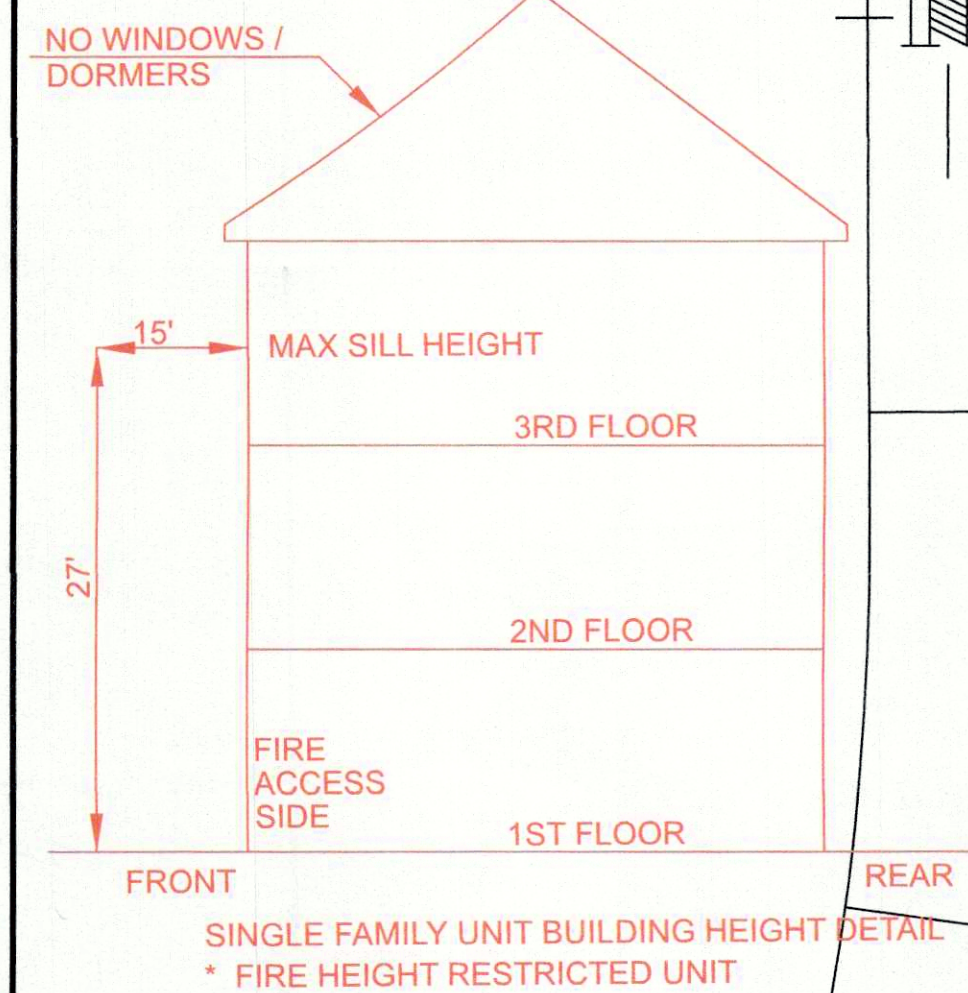 NO WINDOWS /
DORMERS
15'
MAX SILL HEIGHT
3RD FLOOR
27'
2ND FLOOR
FIRE
ACCESS
SIDE
1ST FLOOR
FRONT
REAR
SINGLE FAMILY UNIT BUILDING HEIGHT DETAIL
* FIRE HEIGHT RESTRICTED UNIT